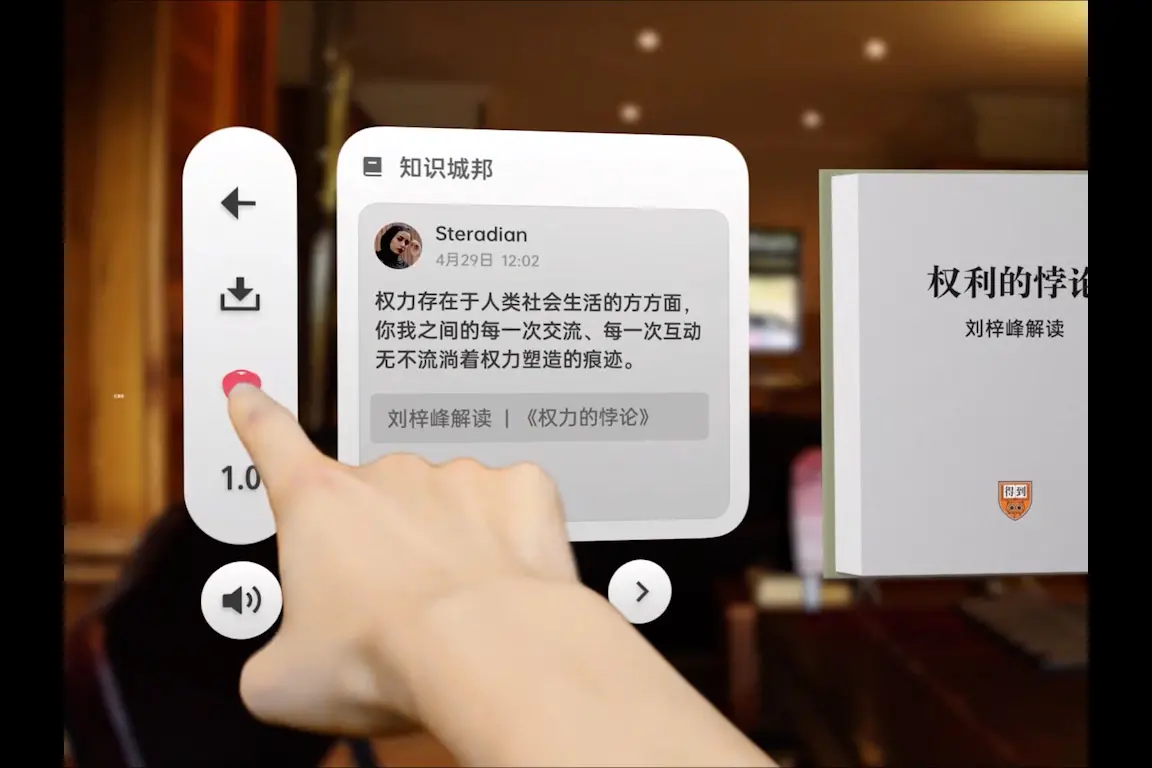 知识城邦
Steradian
4月29日 12:02
权力存在于人类社会生活的方方面，
你我之间的每一次交流、每一次互动
无不流淌着权力塑造的痕迹。
刘梓峰解读 | 《权力的悖论》
1.0
权利的悖论
刘梓峰解读
得到